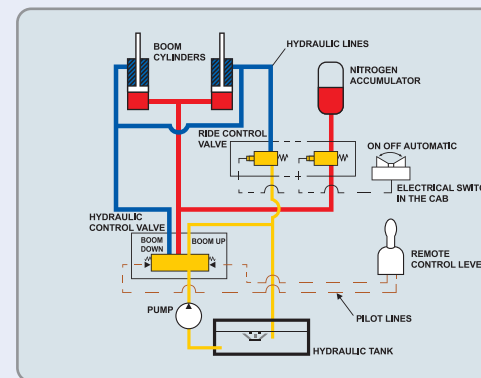 BOOM
CYLINDERS
HYDRAULIC LINES
NITROGEN
ACCUMULATOR
RIDE CONTROL
VALVE
ON OFF AUTOMATIC
ELECTRICAL SWITC
IN THE CAB
HYDRAULIC
CONTROL VALVE
BOOM
DOWN
BOOM UP
REMOTE
CONTROL LEVE
PUMP
PILOT LINES
HYDRAULIC TANK